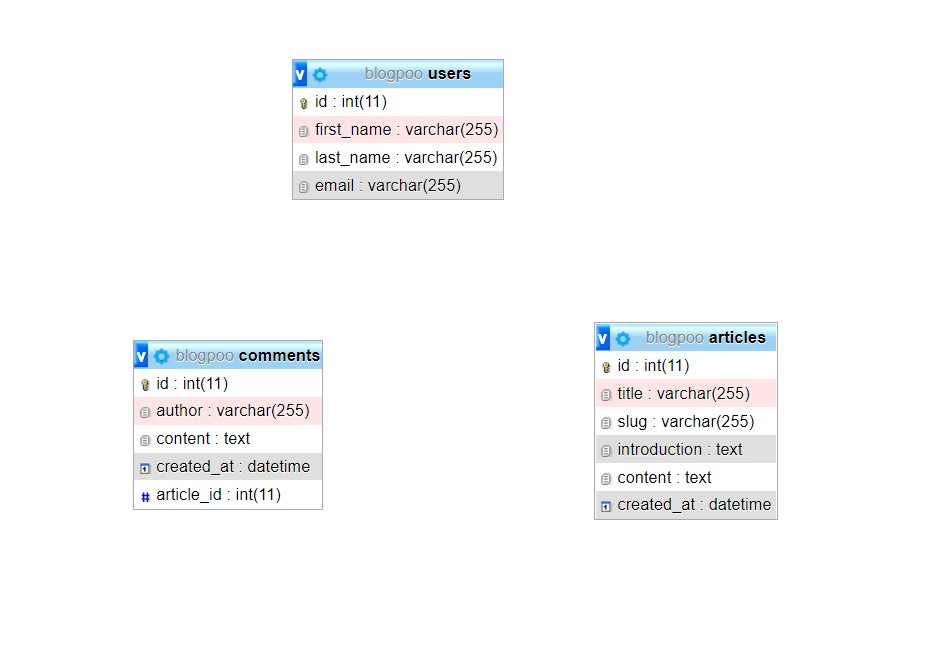 v blogpoo users
id : int(11)
first_name : varchar(255)
last_name : varchar(255)
email : varchar(255)
v blogpoo comments
id : int(11)
author : varchar(255)
content : text
created_at : datetime
# article_id : int(11)
v blogpoo articles
id : int(11)
title : varchar(255)
slug : varchar(255)
introduction : text
content : text
created_at : datetime